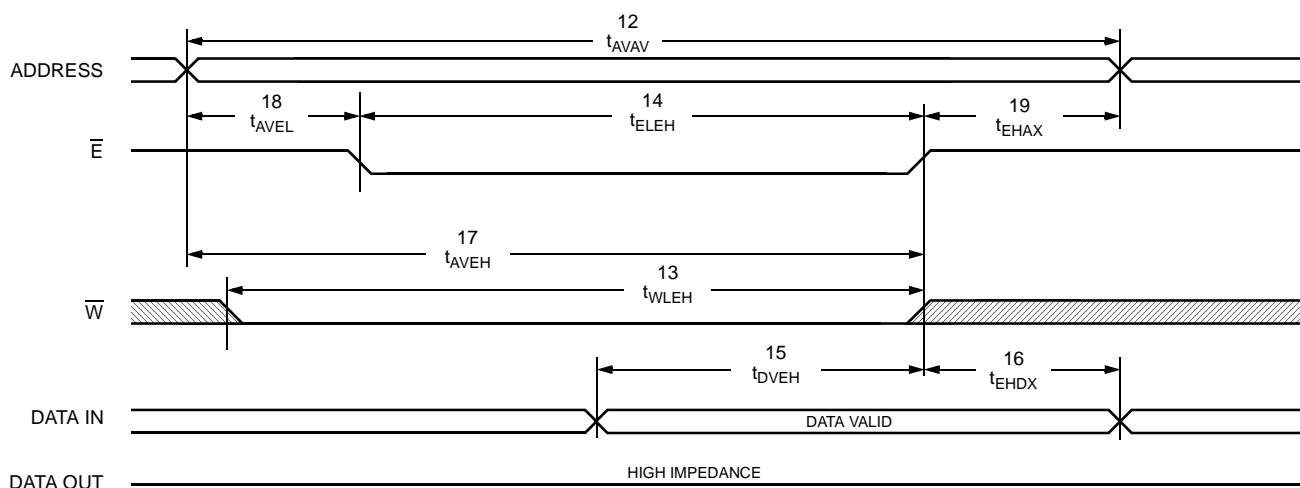 12
tAVAV
ADDRESS
18
tAVEL
14
tELEH
19
tEHAX
E
17
tAVEH
13
tWLEH
W
15
tDVEH
16
tEHDX
DATA IN
DATA VALID
DATA OUT
HIGH IMPEDANCE